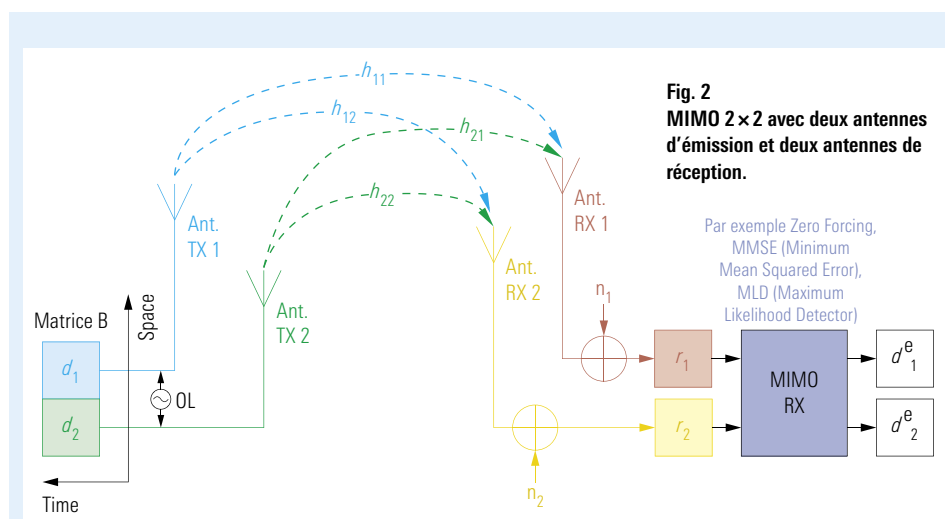 Fig. 2
MIMO 2 × 2 avec deux antennes
d’émission et deux antennes de
réception.
h11
h12
h21
h22
Ant.
TX 1
Ant.
TX 2
Ant.
RX 1
Ant.
RX 2
Par exemple Zero Forcing,
MMSE (Minimum
Mean Squared Error),
MLD (Maximum
Likelihood Detector)
Matrice B
Space
d1
d2
OL
Time
n1
n2
r1
r2
MIMO
RX
d e 1
d e 2